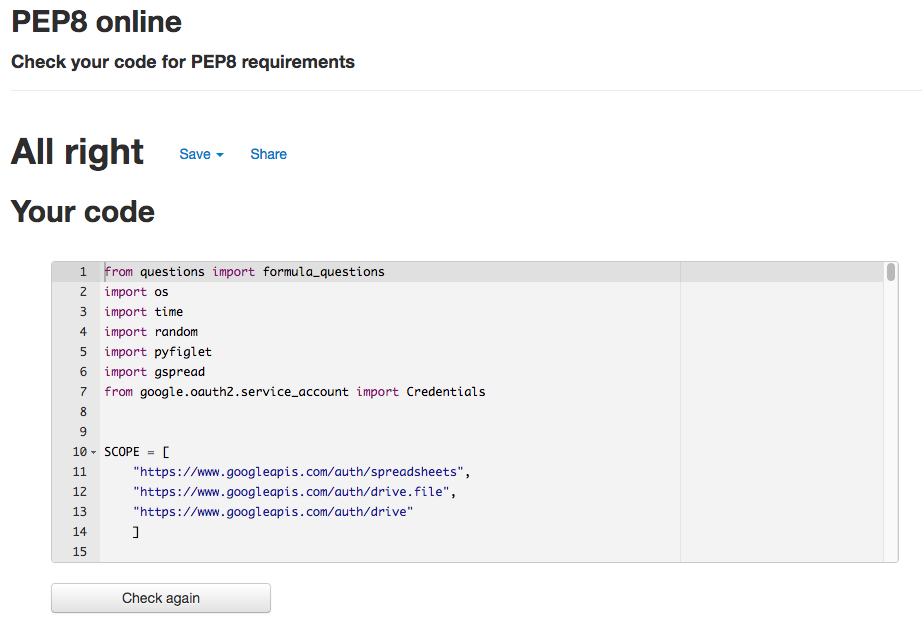 PEP8 online
Check your code for PEP8 requirements
All right Save Share
Your code
1 from questions import formula_questions
2 import os
3 import time
4 import random
5 import pyfiglet
6 import gspread
7 from google.oauth2.service_account import Credentials
8
9
10 SCOPE = [
11 "https://www.googleapis.com/auth/spreadsheets",
12 "https://www.googleapis.com/auth/drive.file",
13 "https://www.googleapis.com/auth/drive"
14 ]
15
Check again